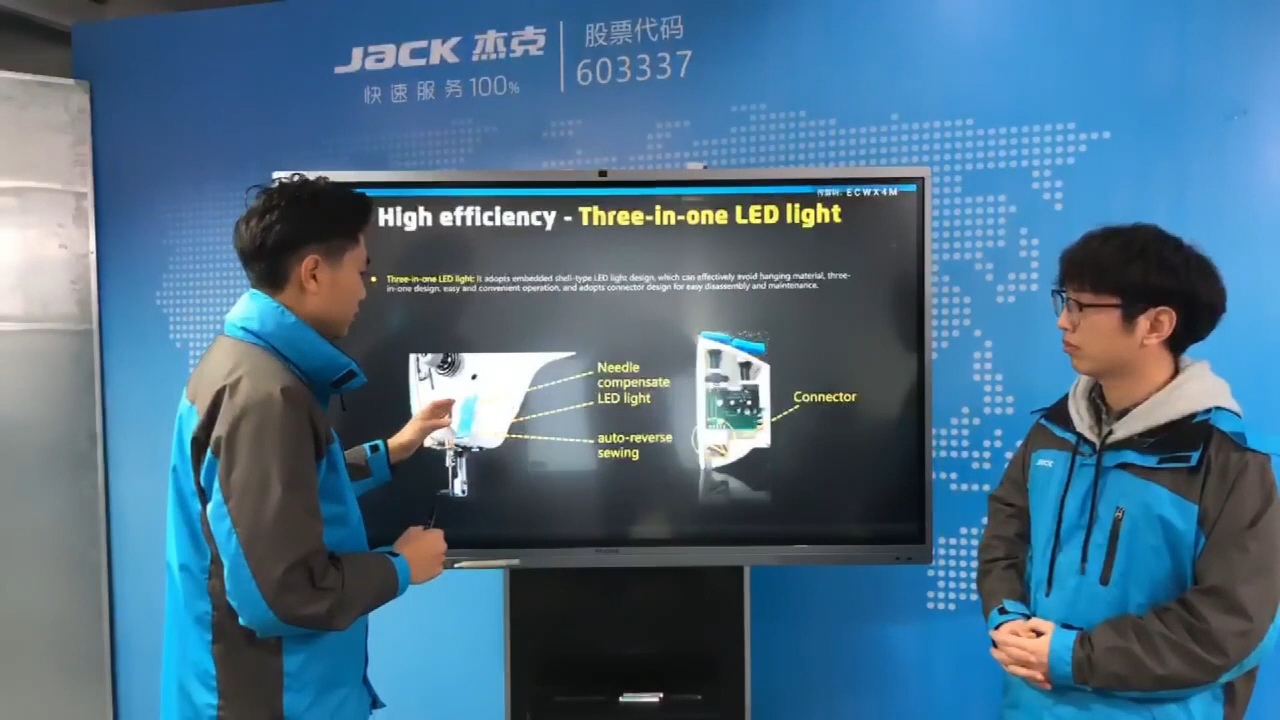 JACK 杰克
快速服务100%
股票代码
603337
ECWX4M
High efficiency - Three-in-one LED light
Three-in-one LED light: It adopts embedded shell-type LED light design, which can effectively avoid hanging material, three-
in-one design, easy and convenient operation, and adopts connector design for easy disassembly and maintenance.
Needle
compensate
LED light
auto-reverse
sewing
Connector
JACK